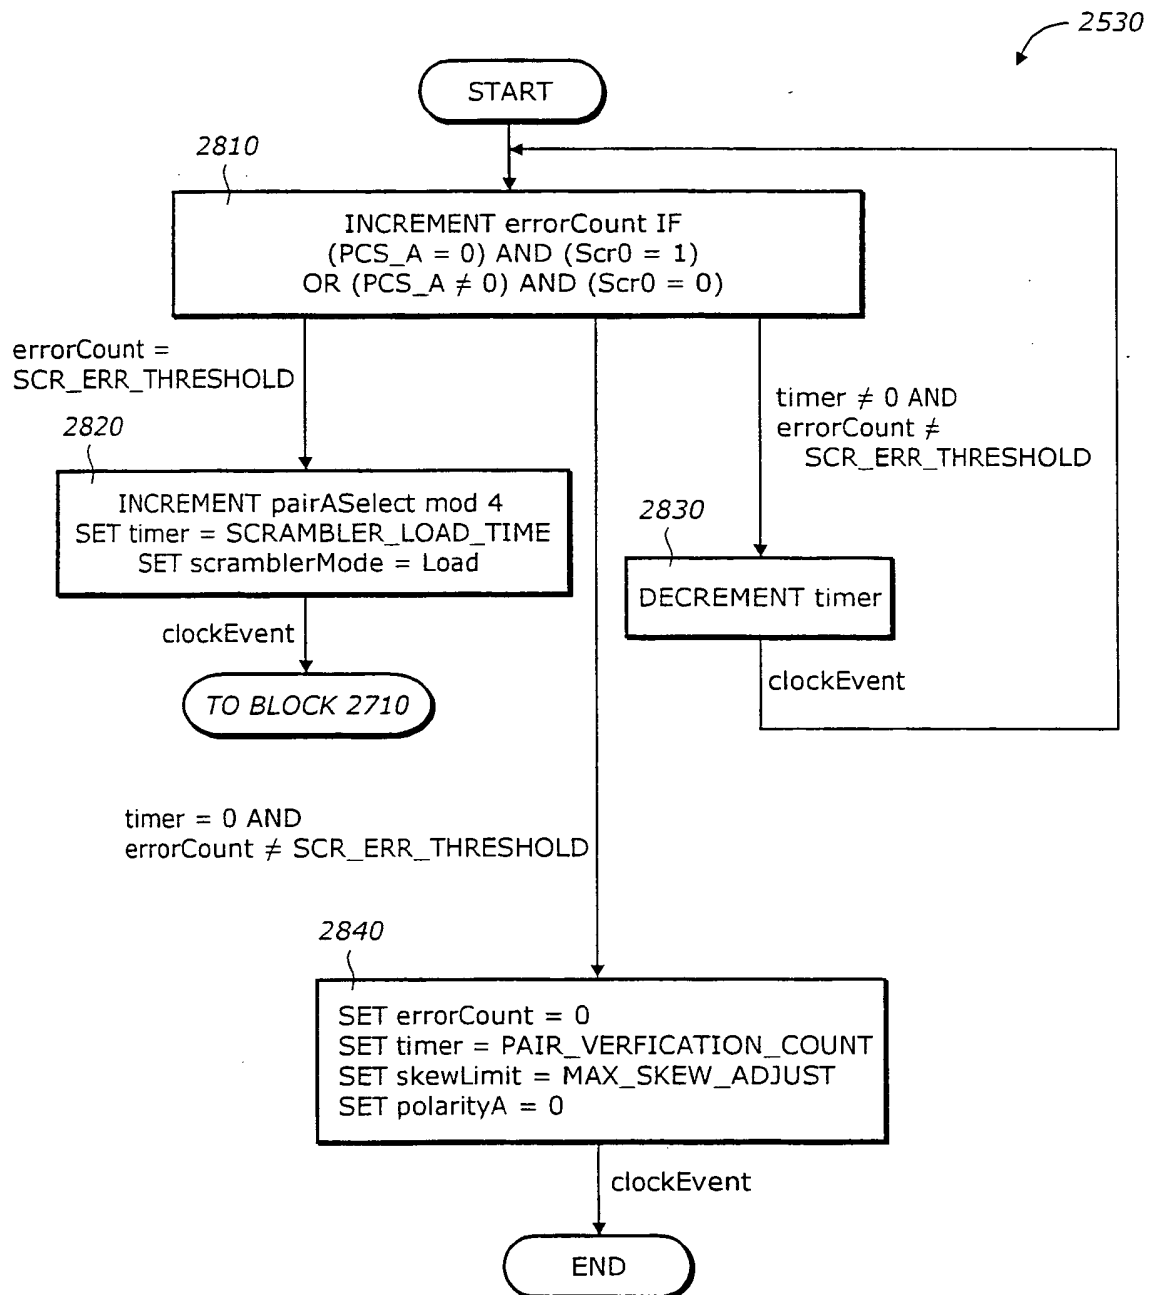 2530
START
2810
INCREMENT errorCount IF
(PCS_A = 0) AND (Scr0 = 1)
OR (PCS_A ≠ 0) AND (Scr0 = 0)
errorCount =
SCR_ERR_THRESHOLD
timer ≠ 0 AND
errorCount ≠
SCR_ERR_THRESHOLD
2820
INCREMENT pairASelect mod 4
SET timer = SCRAMBLER_LOAD_TIME
SET scramblerMode = Load
2830
DECREMENT timer
clockEvent
clockEvent
TO BLOCK 2710
timer = 0 AND
errorCount ≠ SCR_ERR_THRESHOLD
2840
SET errorCount = 0
SET timer = PAIR_VERFICATION_COUNT
SET skewLimit = MAX_SKEW_ADJUST
SET polarityA = 0
clockEvent
END